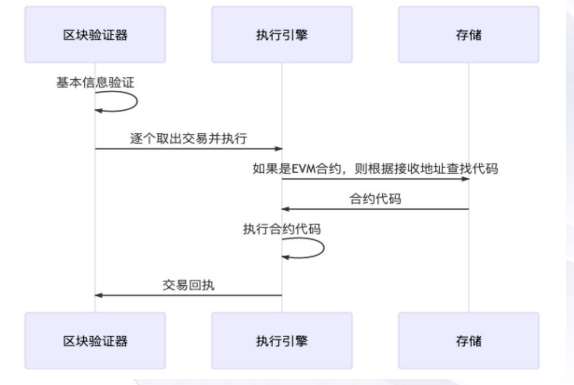 区块验证器
执行引擎
存储
基本信息验证
逐个取出交易并执行
如果是EVM合约，则根据接收地址查找代码
合约代码
执行合约代码
交易回执
区块验证器
执行引擎
存储